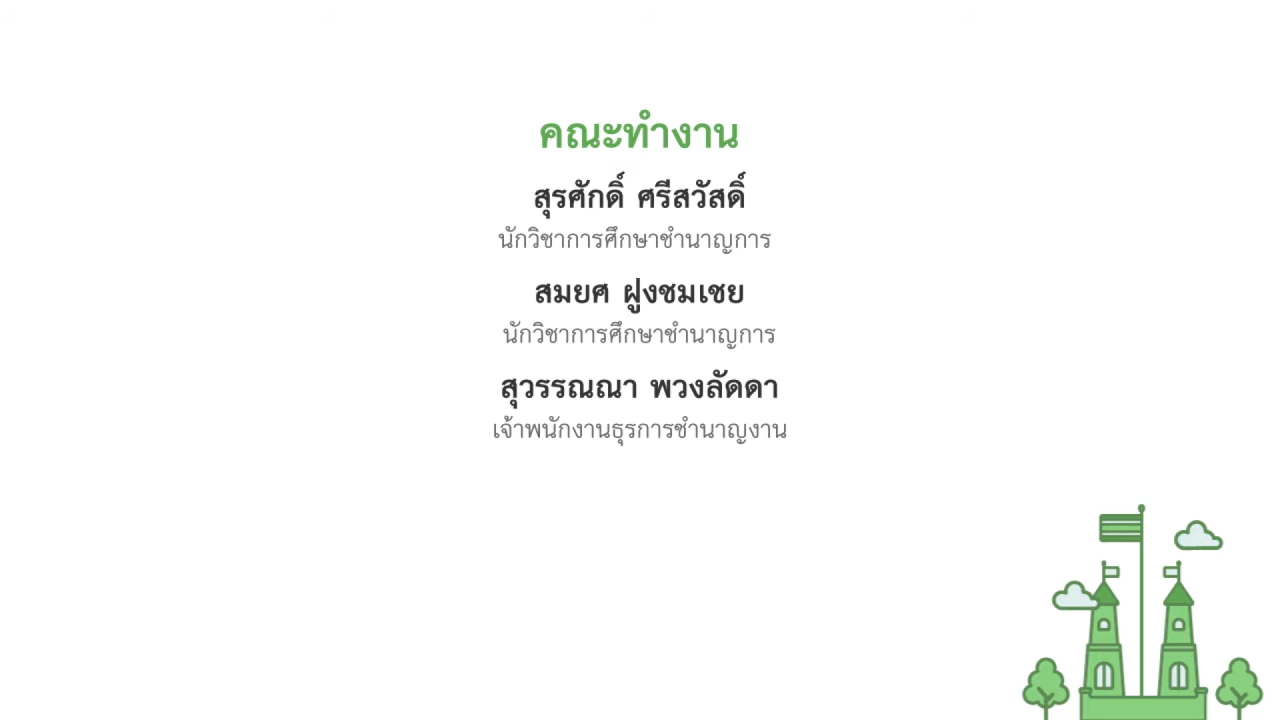 คณะทำงาน
สุรศักดิ์ ศรีสวัสดิ์
นักวิชาการศึกษาชำนาญการ
สมยศ ฝูงชมเชย
นักวิชาการศึกษาชำนาญการ
สุวรรณณา พวงลัดดา
เจ้าพนักงานธุรการชำนาญงาน